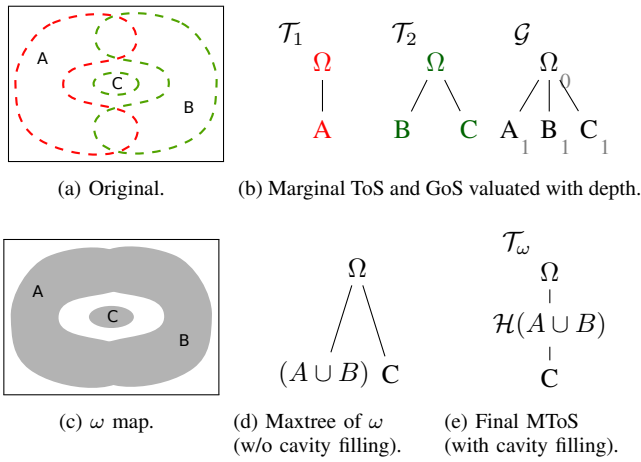 A
C
B
(a) Original.
𝒯₁
Ω
A
𝒯₂
Ω
B C
𝒢
Ω 0
A 1 B 1 C 1
(b) Marginal ToS and GoS valuated with depth.
A
C
B
(c) ω map.
Ω
(A ∪ B) C
(d) Maxtree of ω
(w/o cavity filling).
𝒯ω
Ω
ℋ(A ∪ B)
C
(e) Final MToS
(with cavity filling).